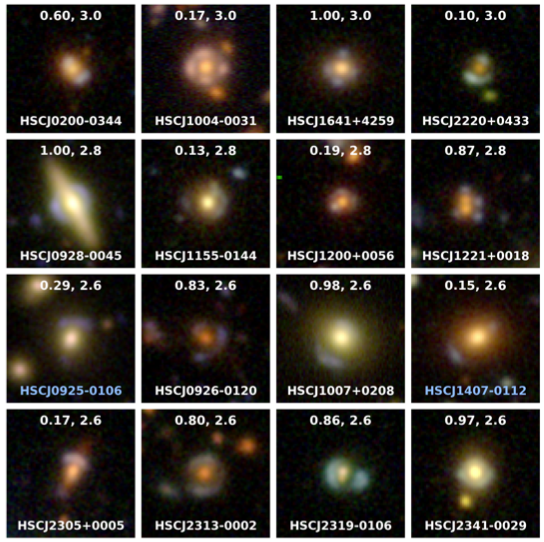 0.60, 3.0
HSCJ0200-0344
0.17, 3.0
HSCJ1004-0031
1.00, 3.0
HSCJ1641+4259
0.10, 3.0
HSCJ2220+0433
1.00, 2.8
HSCJ0928-0045
0.13, 2.8
HSCJ1155-0144
0.19, 2.8
HSCJ1200+0056
0.87, 2.8
HSCJ1221+0018
0.29, 2.6
HSCJ0925-0106
0.83, 2.6
HSCJ0926-0120
0.98, 2.6
HSCJ1007+0208
0.15, 2.6
HSCJ1407-0112
0.17, 2.6
HSCJ2305+0005
0.80, 2.6
HSCJ2313-0002
0.86, 2.6
HSCJ2319-0106
0.97, 2.6
HSCJ2341-0029